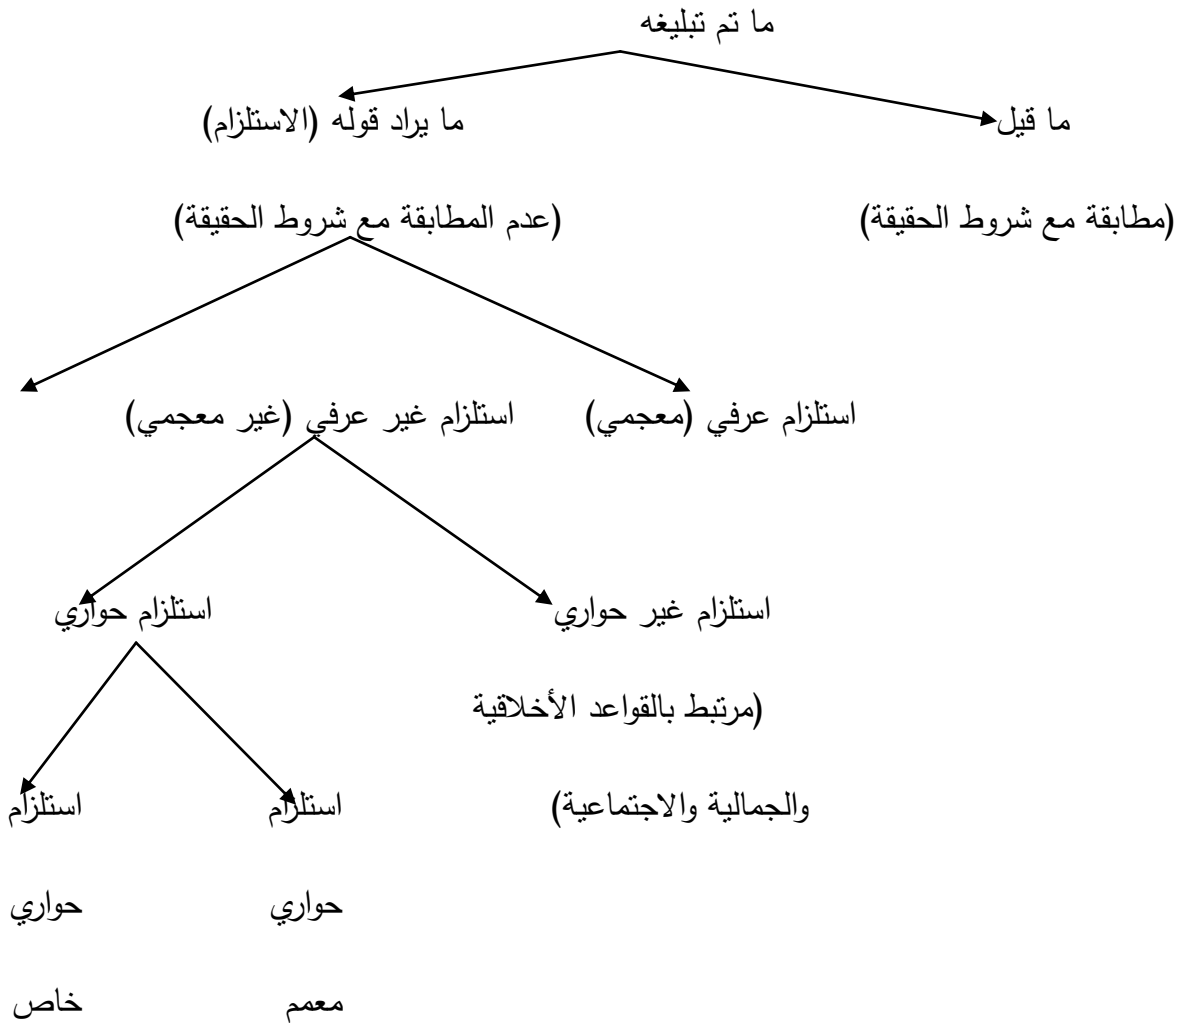 ما تم تبليغه
ما قيل
ما يراد قوله (الاستلزام)
(مطابقة مع شروط الحقيقة)
(عدم المطابقة مع شروط الحقيقة)
استلزام عرفي (معجمي)
استلزام غير عرفي (غير معجمي)
استلزام غير حواري
استلزام حواري
(مرتبط بالقواعد الأخلاقية
والجمالية والاجتماعية)
استلزام
حواري
معمم
استلزام
حواري
خاص